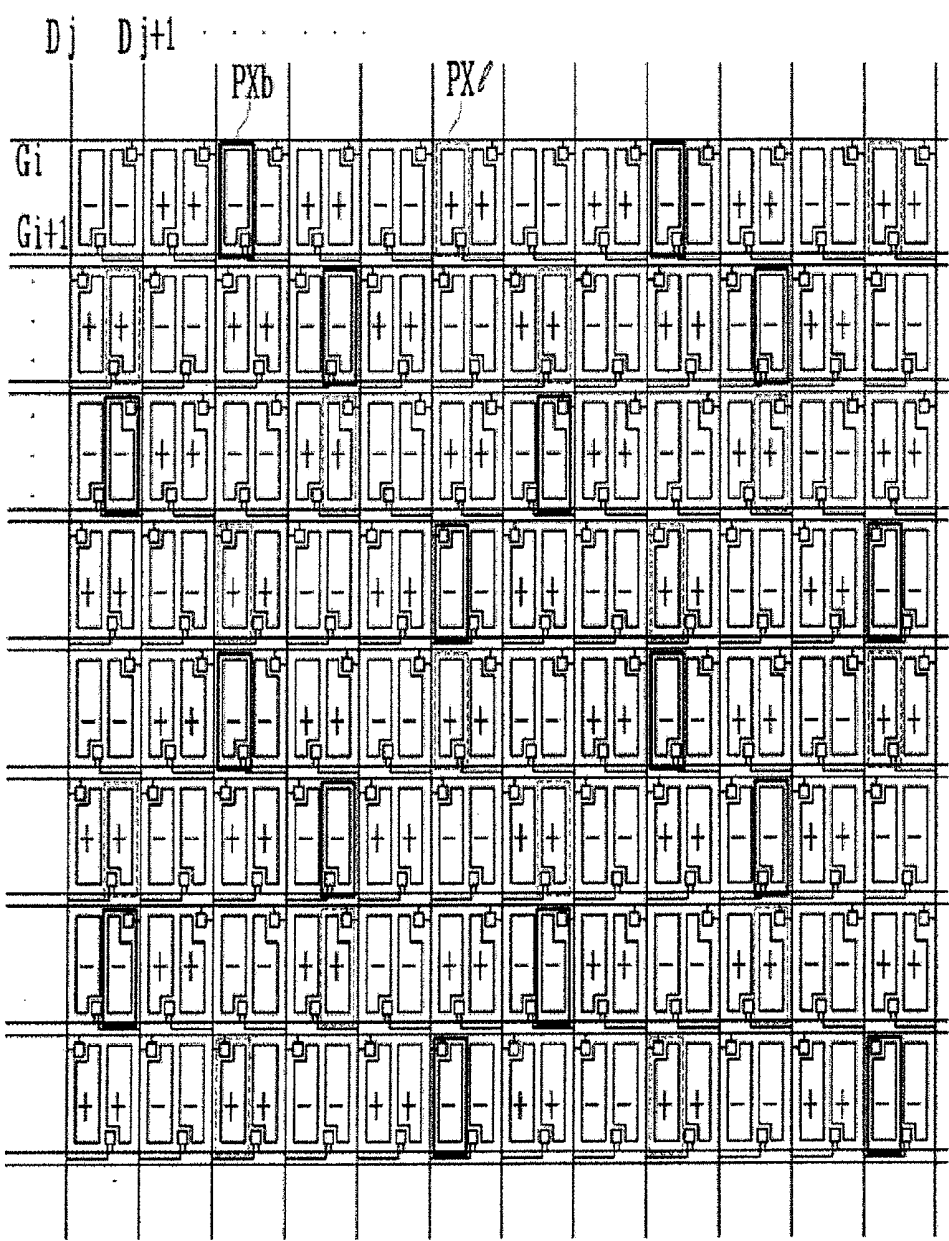 Dj Dj+1 . . . . . .
PXb PXℓ
Gi
- - + + - - + + - - + + - - + + - - + + - - + +
Gi+1
+ + - - + + - - + + - - + + - - + + - - + + - -
- - + + - - + + - - + + - - + + - - + + - - + +
+ + - - + + - - + + - - + + - - + + - - + + - -
- - + + - - + + - - + + - - + + - - + + - - + +
+ + - - + + - - + + - - + + - - + + - - + + - -
- - + + - - + + - - + + - - + + - - + + - - + +
+ + - - + + - - + + - - + + - - + + - - + + - -